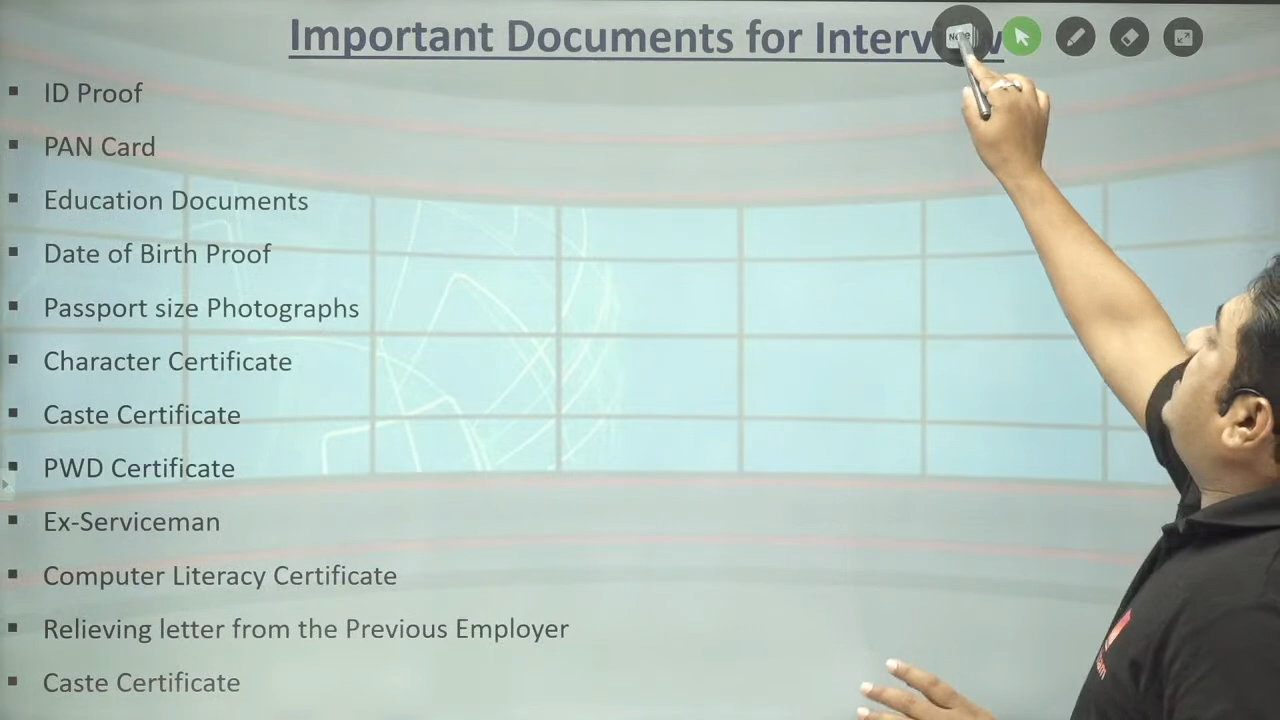 Important Documents for Interv w
▪ ID Proof
▪ PAN Card
▪ Education Documents
▪ Date of Birth Proof
▪ Passport size Photographs
▪ Character Certificate
▪ Caste Certificate
▪ PWD Certificate
▪ Ex-Serviceman
▪ Computer Literacy Certificate
▪ Relieving letter from the Previous Employer
▪ Caste Certificate